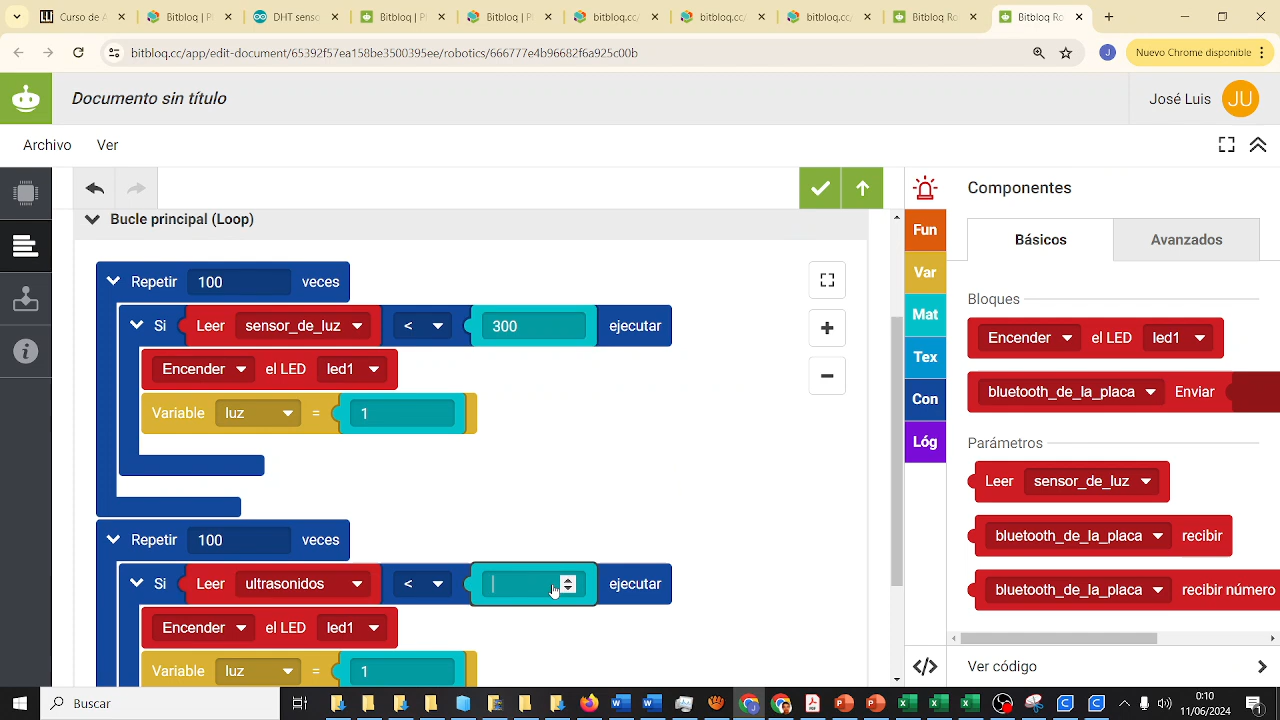 Curso de A
Bitbloq | P
DHT senso
Bitbloq | P
Bitbloq | P
bitbloq.cc/
bitbloq.cc/
bitbloq.cc/
Bitbloq Ro
Bitbloq Ro
bitbloq.cc/app/edit-document/65392f57ea158be3500395ee/robotics/666777e4b96682f6a925c00b
J
Nuevo Chrome disponible
Documento sin título
José Luis JU
Archivo Ver
Bucle principal (Loop)
Repetir 100 veces
Si Leer sensor_de_luz < 300 ejecutar
Encender el LED led1
Variable luz = 1
Repetir 100 veces
Si Leer ultrasonidos < ejecutar
Encender el LED led1
Variable luz = 1
Fun
Var
Mat
Tex
Con
Lóg
Componentes
Básicos Avanzados
Bloques
Encender el LED led1
bluetooth_de_la_placa Enviar
Parámetros
Leer sensor_de_luz
bluetooth_de_la_placa recibir
bluetooth_de_la_placa recibir número
Ver código
Buscar
0:10
11/06/2024